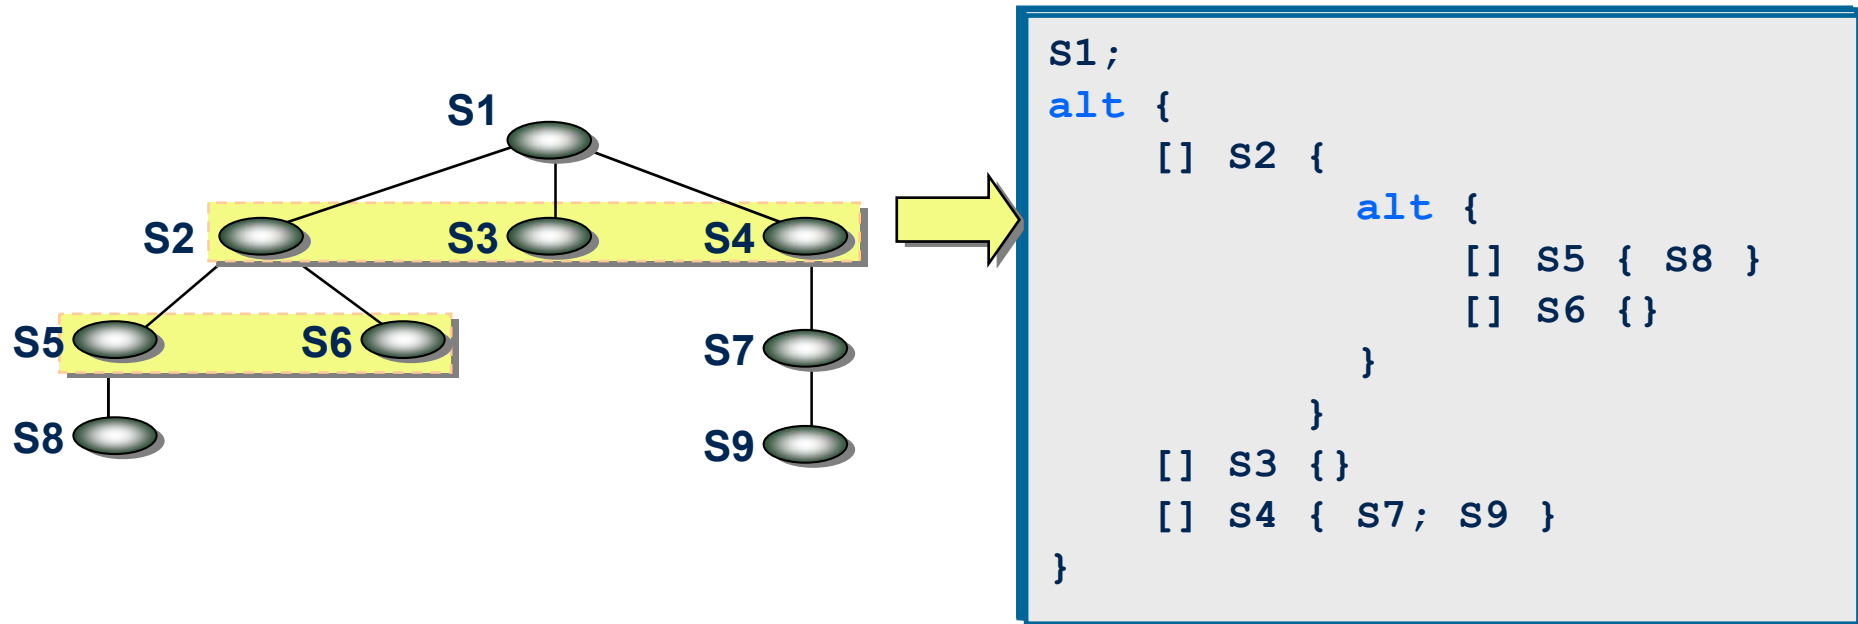 S1
S2 S3 S4
S5 S6 S7
S8 S9
S1;
alt {
[] S2 {
alt {
[] S5 { S8 }
[] S6 {}
}
}
[] S3 {}
[] S4 { S7; S9 }
}